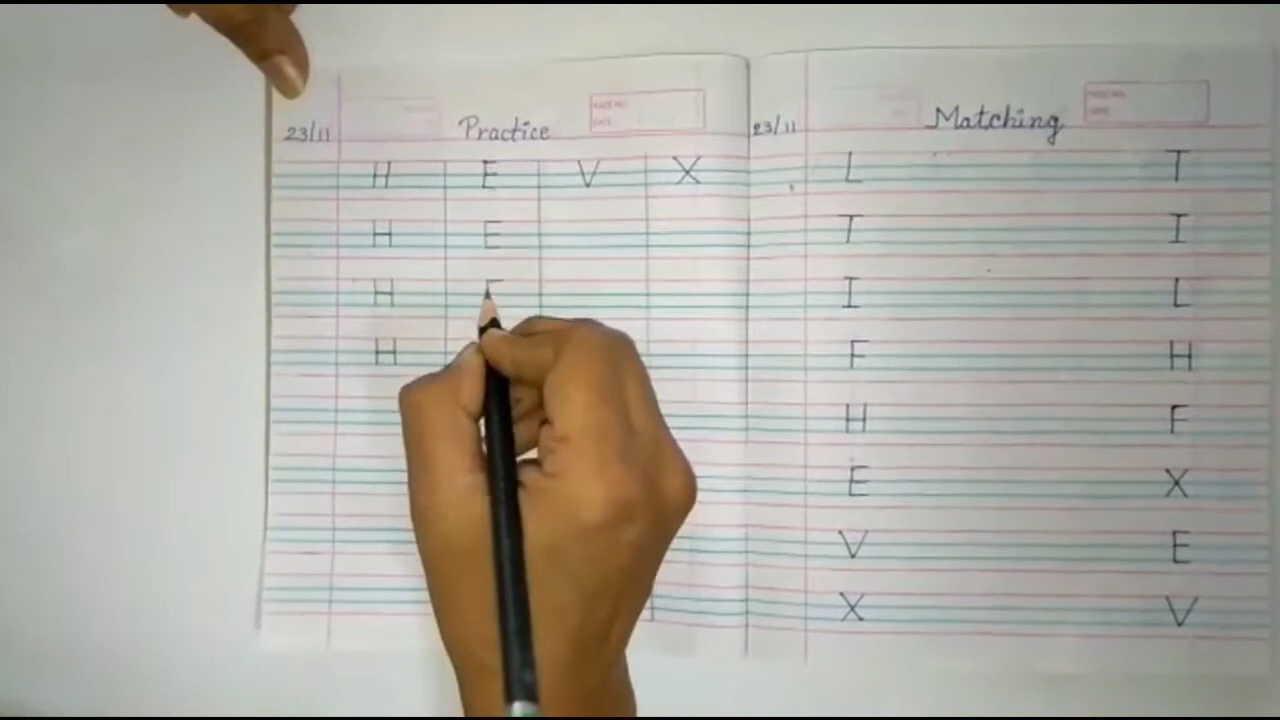 23/11 Practice
H E V X
H E
H
H
23/11 Matching
L T
T I
I L
F H
H F
E X
V E
X V